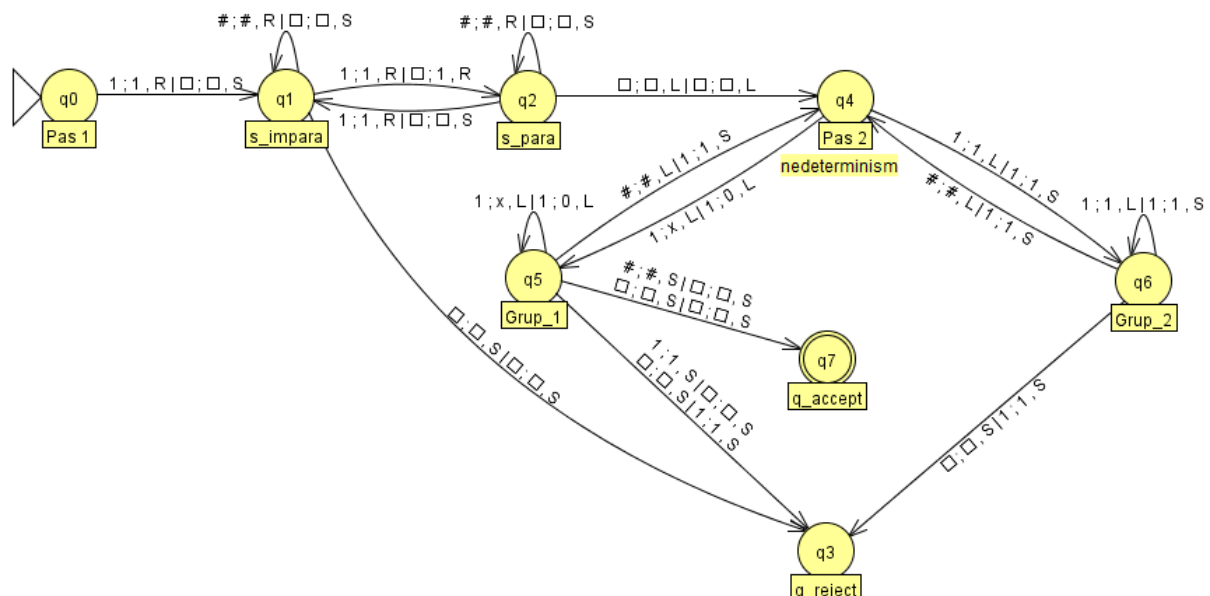 #;#,R|□;□,S
#;#,R|□;□,S
1;1,R|□;□,S
1;1,R|□;1,R
□;□,L|□;□,L
q0
q1
q2
q4
1;1,R|□;□,S
Pas 1
s_impara
s_para
Pas 2
nedeterminism
#;#,L|1;1,S
1;x,L|1;0,L
1;1,L|1;1,S
#;#,L|1;1,S
1;x,L|1;0,L
1;1,L|1;1,S
q5
q6
Grup_1
Grup_2
#;#,S|□;□,S
□;□,S|□;□,S
□;□,S|□;□,S
1;1,S|□;□,S
□;□,S|1;1,S
q7
q_accept
□;□,S|1;1,S
q3
q_reject